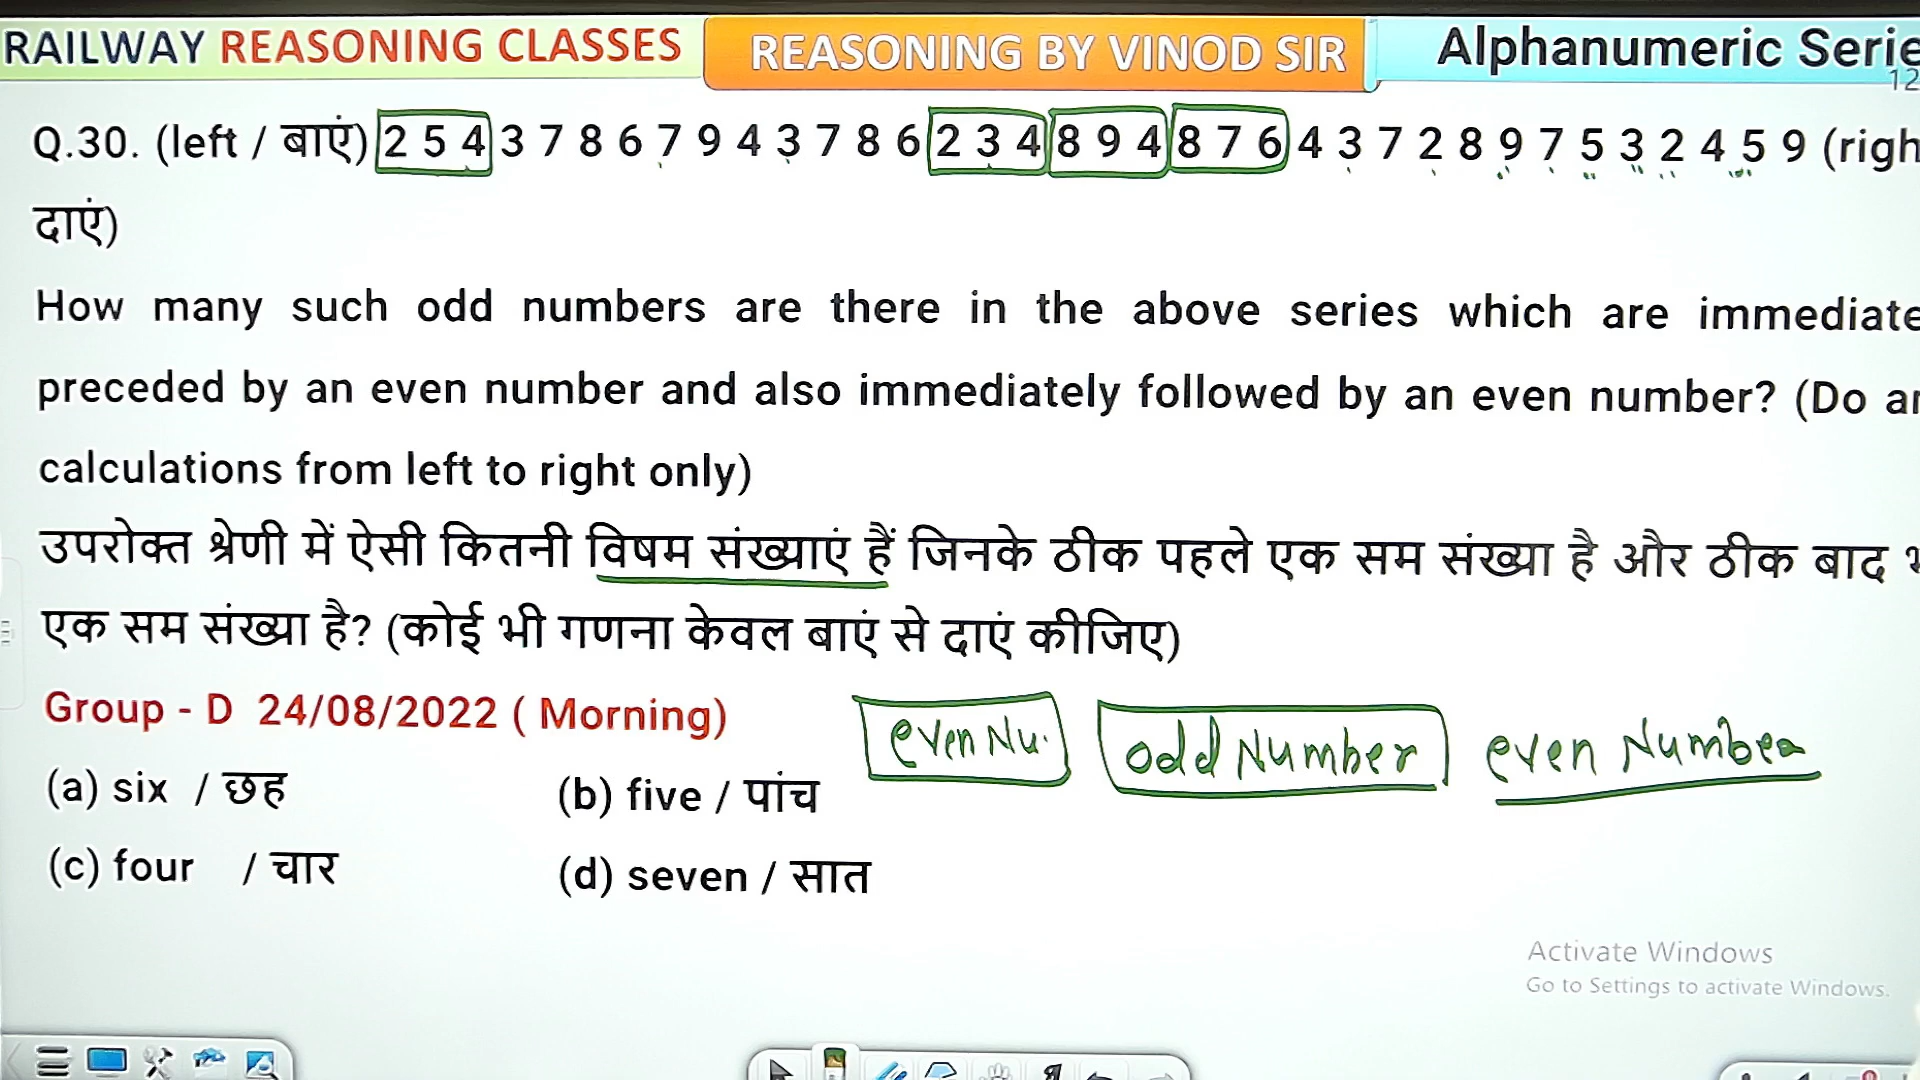 RAILWAY REASONING CLASSES REASONING BY VINOD SIR Alphanumeric Serie
12
Q.30. (left / बाएं) 2 5 4 3 7 8 6 7 9 4 3 7 8 6 2 3 4 8 9 4 8 7 6 4 3 7 2 8 9 7 5 3 2 4 5 9 (righ
दाएं)
How many such odd numbers are there in the above series which are immediate
preceded by an even number and also immediately followed by an even number? (Do a
calculations from left to right only)
उपरोक्त श्रेणी में ऐसी कितनी विषम संख्याएं हैं जिनके ठीक पहले एक सम संख्या है और ठीक बाद
एक सम संख्या है? (कोई भी गणना केवल बाएं से दाएं कीजिए)
Group - D 24/08/2022 ( Morning)
even Nu. odd Number even Number
(a) six / छह (b) five / पांच
(c) four / चार (d) seven / सात
Activate Windows
Go to Settings to activate Windows.